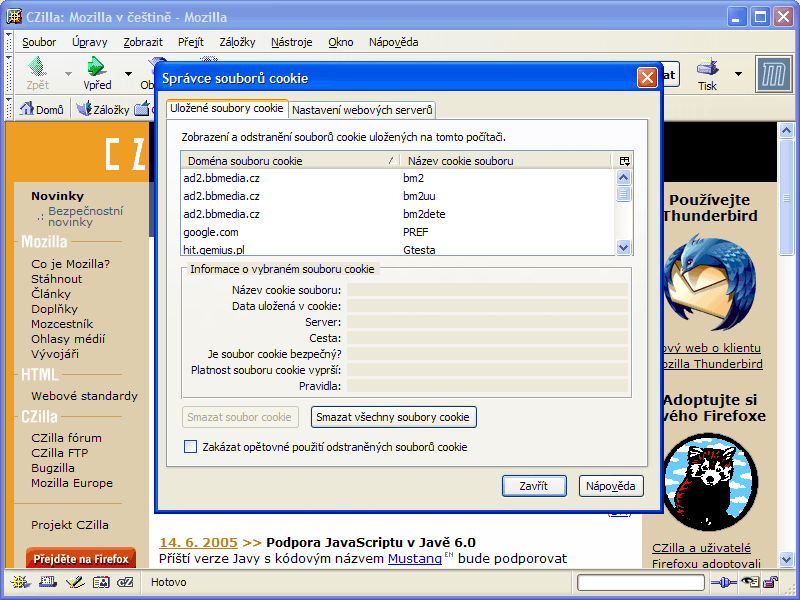 CZilla: Mozilla v češtině - Mozilla
Soubor Úpravy Zobrazit Přejít Záložky Nástroje Okno Nápověda
Zpět Vpřed Tisk
Domů Záložky
Správce souborů cookie
Uložené soubory cookie Nastavení webových serverů
Zobrazení a odstranění souborů cookie uložených na tomto počítači.
Doména souboru cookie / Název cookie souboru
ad2.bbmedia.cz bm2
ad2.bbmedia.cz bm2uu
ad2.bbmedia.cz bm2dete
google.com PREF
hit.gemius.pl Gtesta
Informace o vybraném souboru cookie
Název cookie souboru:
Data uložená v cookie:
Server:
Cesta:
Je soubor cookie bezpečný?
Platnost souboru cookie vyprší:
Pravidla:
Smazat soubor cookie Smazat všechny soubory cookie
Zakázat opětovné použití odstraněných souborů cookie
Zavřít Nápověda
CZ
Novinky
Bezpečnostní
novinky
Mozilla
Co je Mozilla?
Stáhnout
Články
Doplňky
Mozcestník
Ohlasy médií
Vývojáři
HTML
Webové standardy
CZilla
CZilla fórum
CZilla FTP
Bugzilla
Mozilla Europe
Projekt CZilla
Přejděte na Firefox
14. 6. 2005 >> Podpora JavaScriptu v Javě 6.0
Příští verze Javy s kódovým názvem Mustang EN bude podporovat
Používejte
Thunderbird
web o klientu
Mozilla Thunderbird
Adoptujte si
Firefoxe
CZilla a uživatelé
Firefoxu adoptovali
Hotovo